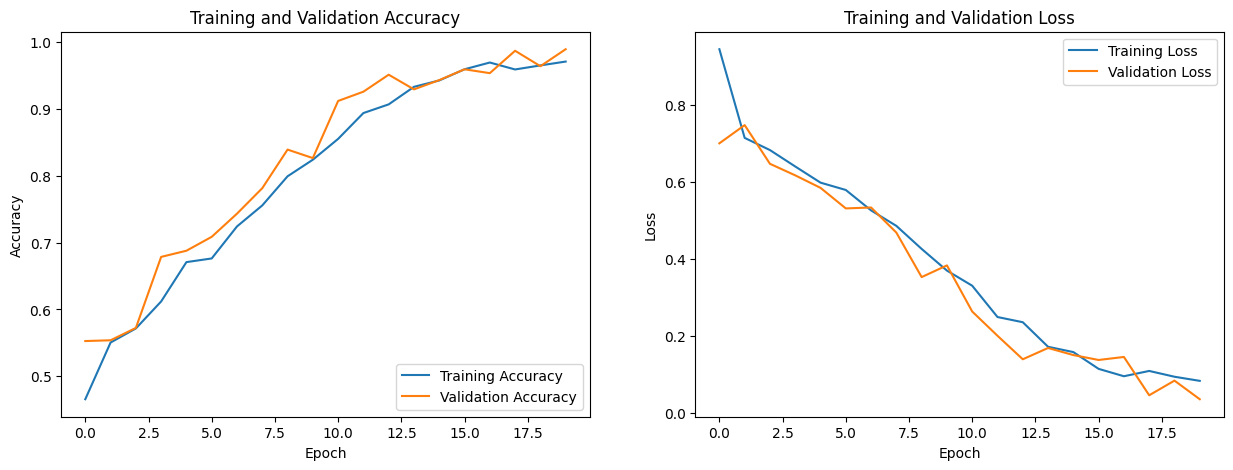 Training and Validation Accuracy
1.0
0.9
0.8
0.7
0.6
0.5
Accuracy
Training Accuracy
Validation Accuracy
0.0 2.5 5.0 7.5 10.0 12.5 15.0 17.5
Epoch
Training and Validation Loss
Training Loss
Validation Loss
0.8
0.6
0.4
0.2
0.0
Loss
0.0 2.5 5.0 7.5 10.0 12.5 15.0 17.5
Epoch